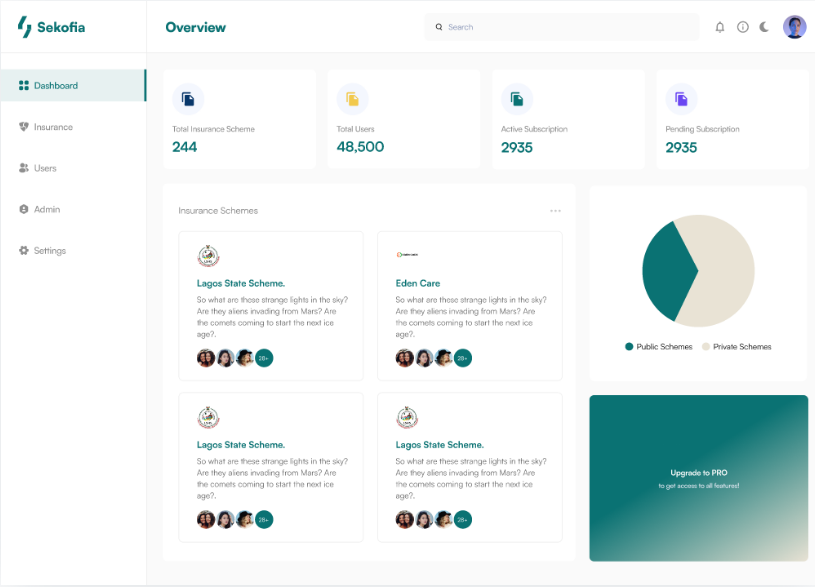 Sekofia
Overview
Search
Dashboard
Insurance
Users
Admin
Settings
Total Insurance Scheme
244
Total Users
48,500
Active Subscription
2935
Pending Subscription
2935
Insurance Schemes
Lagos State Scheme.
So what are those strange lights in the sky?
Are they aliens invading from Mars? Are
the comets coming to start the next ice
age?.
28+
Eden Care
So what are these strange lights in the sky?
Are they aliens invading from Mars? Are
the comets coming to start the next ice
age?.
28+
Lagos State Scheme.
So what are these strange lights in the sky?
Are they aliens invading from Mars? Are
the comets coming to start the next ice
age?.
28+
Lagos State Scheme.
So what are these strange lights in the sky?
Are they aliens invading from Mars? Are
the comets coming to start the next ice
age?.
28+
Public Schemes
Private Schemes
Upgrade to PRO
to get access to all features!